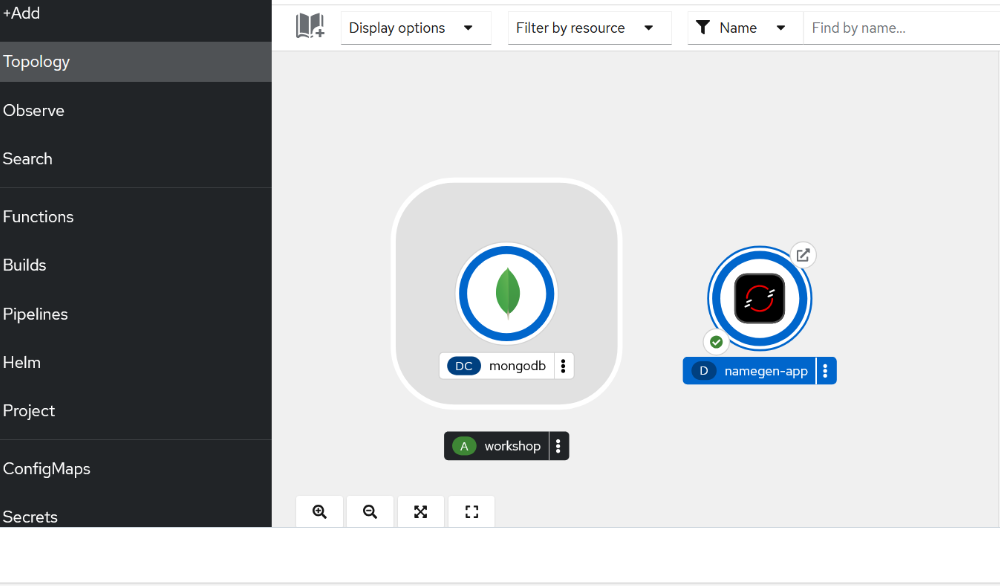 +Add
Topology
Observe
Search
Functions
Builds
Pipelines
Helm
Project
ConfigMaps
Secrets
Display options
Filter by resource
Name
Find by name...
DC mongodb
A workshop
D namegen-app